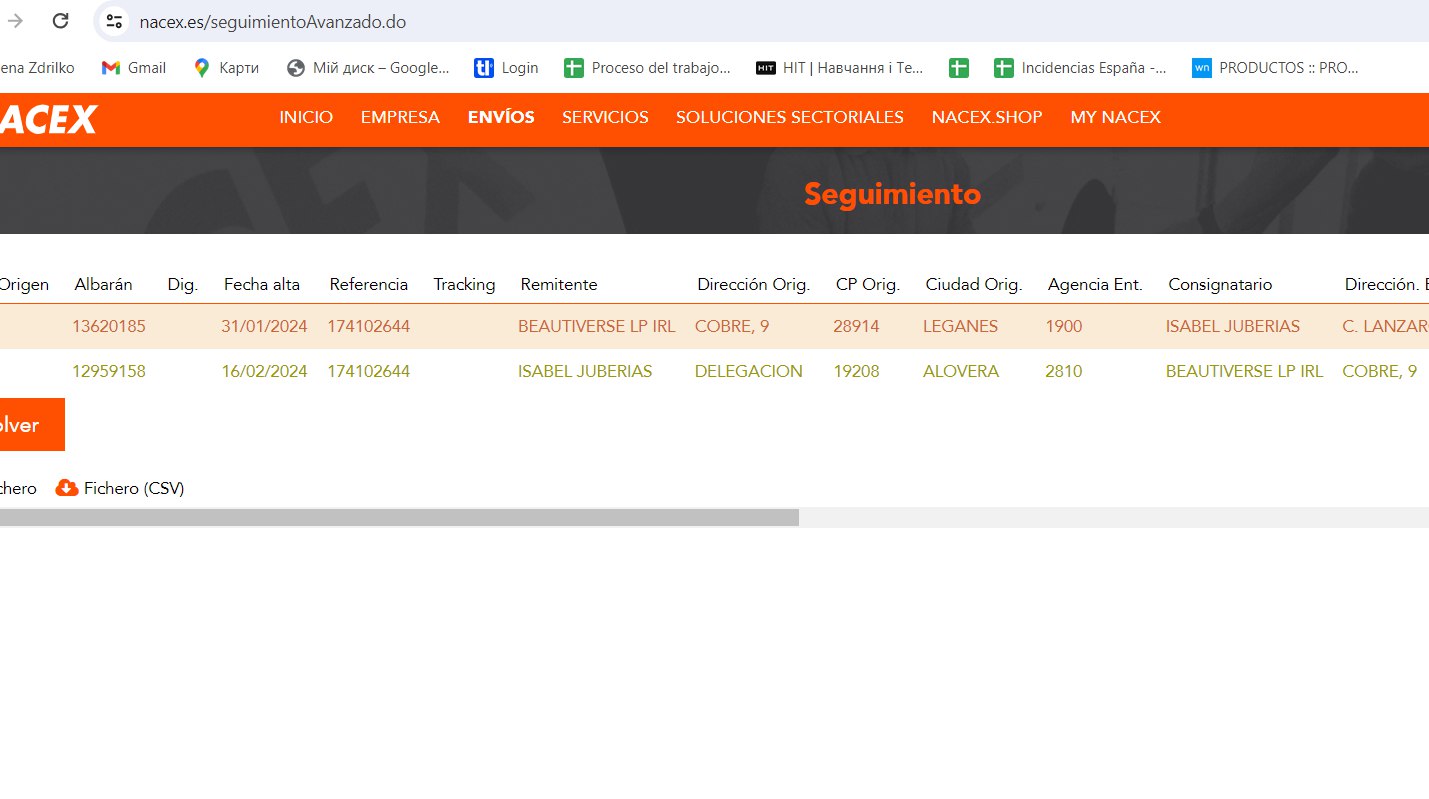 nacex.es/seguimientoAvanzado.do
ena Zdrilko Gmail Карти Мій диск – Google... Login Proceso del trabajo... HIT HIT | Навчання і Те... Incidencias España -... wn PRODUCTOS :: PRO...
ACEX INICIO EMPRESA ENVÍOS SERVICIOS SOLUCIONES SECTORIALES NACEX.SHOP MY NACEX
Seguimiento
Origen Albarán Dig. Fecha alta Referencia Tracking Remitente Dirección Orig. CP Orig. Ciudad Orig. Agencia Ent. Consignatario Dirección. E
13620185 31/01/2024 174102644 BEAUTIVERSE LP IRL COBRE, 9 28914 LEGANES 1900 ISABEL JUBERIAS C. LANZAR
12959158 16/02/2024 174102644 ISABEL JUBERIAS DELEGACION 19208 ALOVERA 2810 BEAUTIVERSE LP IRL COBRE, 9
olver
chero Fichero (CSV)